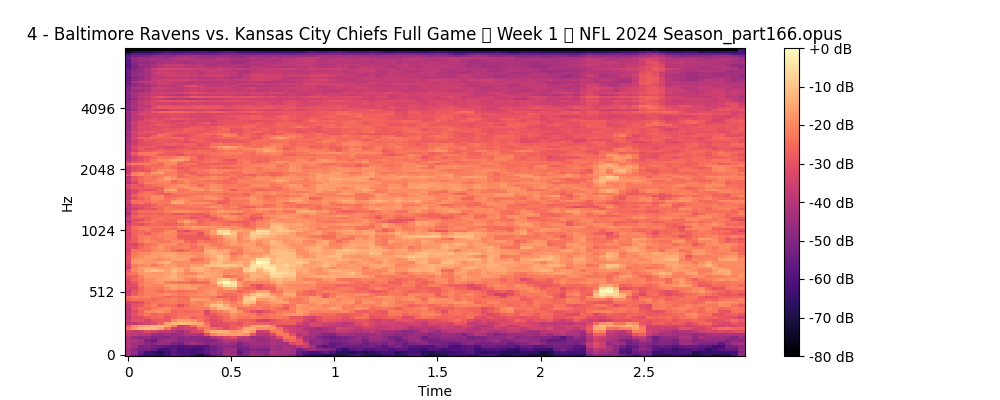 4 - Baltimore Ravens vs. Kansas City Chiefs Full Game ▯ Week 1 ▯ NFL 2024 Season_part166.opus
+0 dB
-10 dB
-20 dB
-30 dB
-40 dB
-50 dB
-60 dB
-70 dB
-80 dB
4096
2048
1024
512
0
Hz
0
0.5
1
1.5
2
2.5
Time